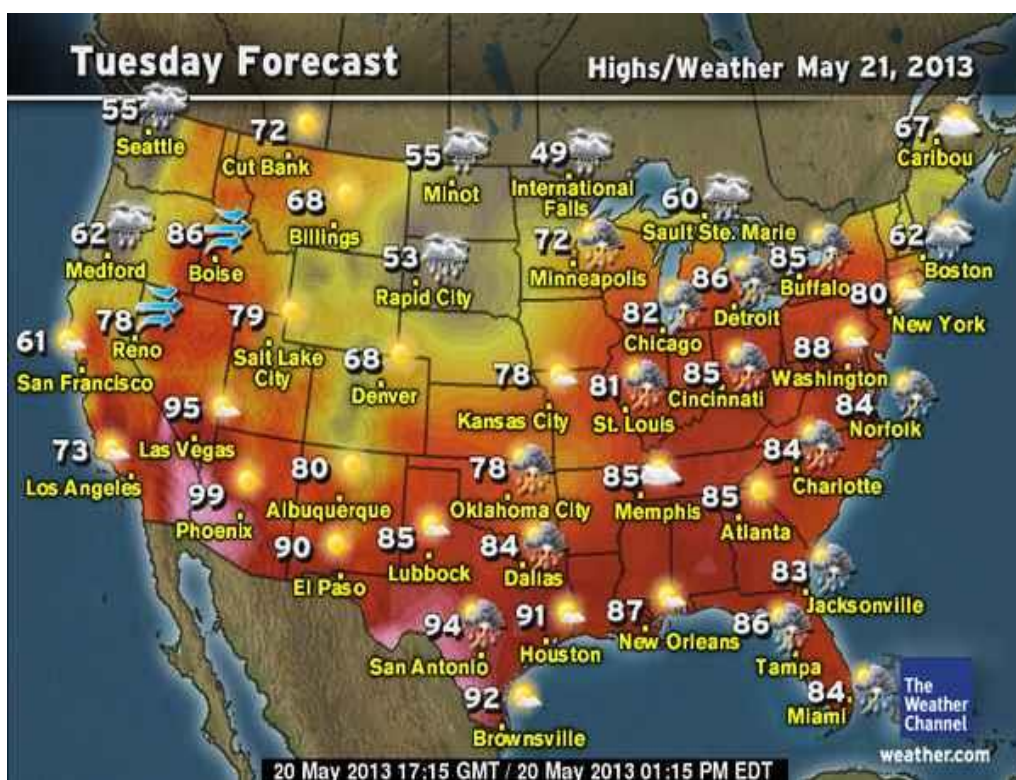 Tuesday Forecast
Highs/Weather May 21, 2013
55
Seattle
72
Cut Bank
55
Minot
49
International
Falls
67
Caribou
68
Billings
60
Sault Ste. Marie
62
Medford
86
Boise
53
Rapid City
72
Minneapolis
85
Buffalo
62
Boston
86
Detroit
80
New York
78
Reno
79
Salt Lake
City
82
Chicago
61
San Francisco
68
Denver
78
Kansas City
81
St. Louis
85
Cincinnati
88
Washington
95
Las Vegas
84
Norfolk
73
Los Angeles
80
Albuquerque
78
Oklahoma City
85
Memphis
84
Charlotte
99
Phoenix
85
Atlanta
90
El Paso
85
Lubbock
84
Dallas
83
Jacksonville
94
San Antonio
91
Houston
87
New Orleans
86
Tampa
92
Brownsville
84
Miami
The
Weather
Channel
weather.com
20 May 2013 17:15 GMT / 20 May 2013 01:15 PM EDT